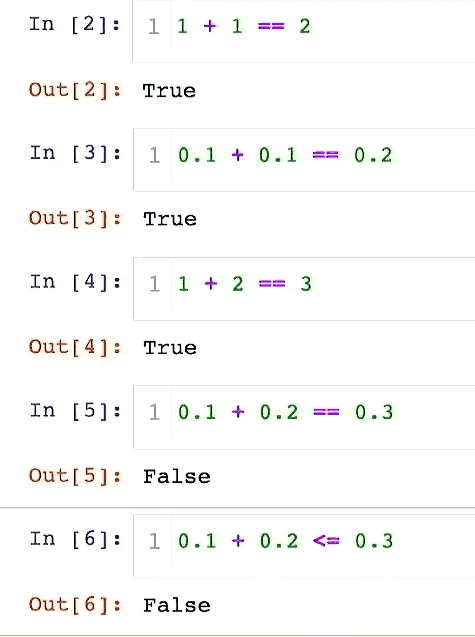 In [2]: 1 1 + 1 == 2
Out[2]: True
In [3]: 1 0.1 + 0.1 == 0.2
Out[3]: True
In [4]: 1 1 + 2 == 3
Out[4]: True
In [5]: 1 0.1 + 0.2 == 0.3
Out[5]: False
In [6]: 1 0.1 + 0.2 <= 0.3
Out[6]: False